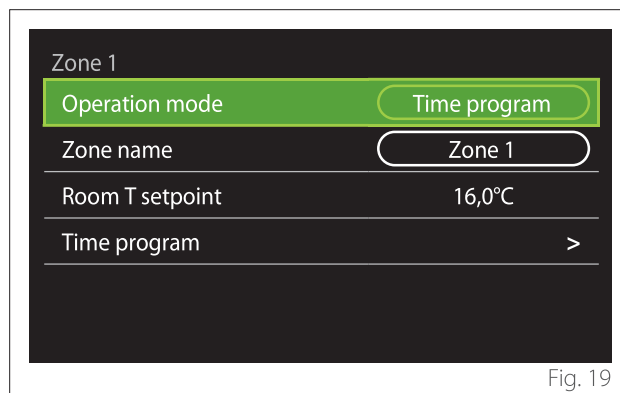 Zone 1
Operation mode Time program
Zone name Zone 1
Room T setpoint 16,0°C
Time program >
Fig. 19